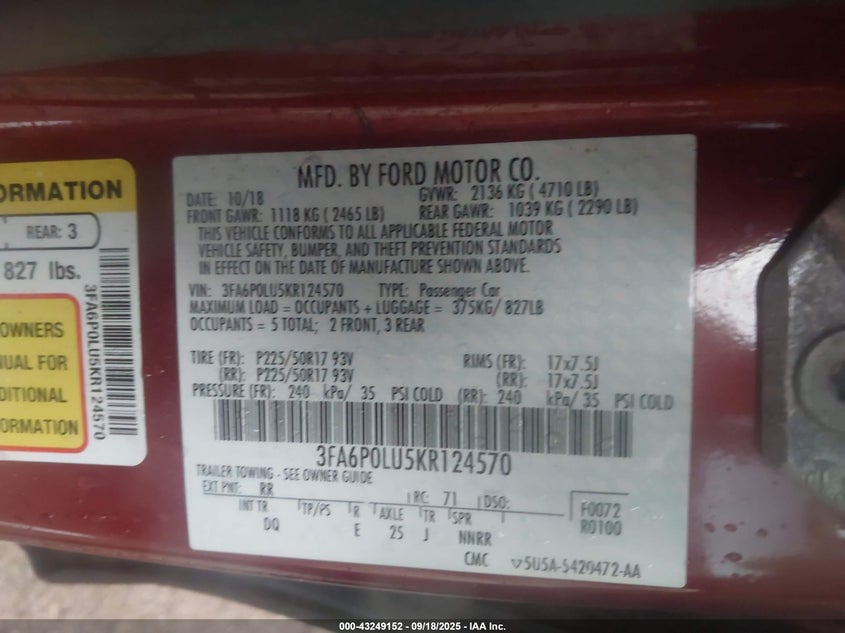 ORMATION
REAR: 3
827 lbs.
OWNERS
NUAL FOR
DITIONAL
ORMATION
3FA6P0LU5KR124570
MFD. BY FORD MOTOR CO.
DATE: 10/18 GVWR: 2136 KG ( 4710 LB)
FRONT GAWR: 1118 KG ( 2465 LB) REAR GAWR: 1039 KG ( 2290 LB)
THIS VEHICLE CONFORMS TO ALL APPLICABLE FEDERAL MOTOR
VEHICLE SAFETY, BUMPER, AND THEFT PREVENTION STANDARDS
IN EFFECT ON THE DATE OF MANUFACTURE SHOWN ABOVE.
VIN: 3FA6P0LU5KR124570 TYPE: Passenger Car
MAXIMUM LOAD = OCCUPANTS + LUGGAGE = 375KG/ 827LB
OCCUPANTS = 5 TOTAL; 2 FRONT, 3 REAR
TIRE (FR): P225/50R17 93V RIMS (FR): 17x7.5J
(RR): P225/50R17 93V (RR): 17x7.5J
PRESSURE (FR): 240 kPa/ 35 PSI COLD (RR): 240 kPa/ 35 PSI COLD
3FA6P0LU5KR124570
TRAILER TOWING - SEE OWNER GUIDE
EXT PNT: RR RC: 71 DSO: F0072
INT TR TP/PS R AXLE TR SPR R0100
DQ E 25 J NNRR
CMC 5U5A-5420472-AA
000-43249152 - 09/18/2025 - IAA, Inc.